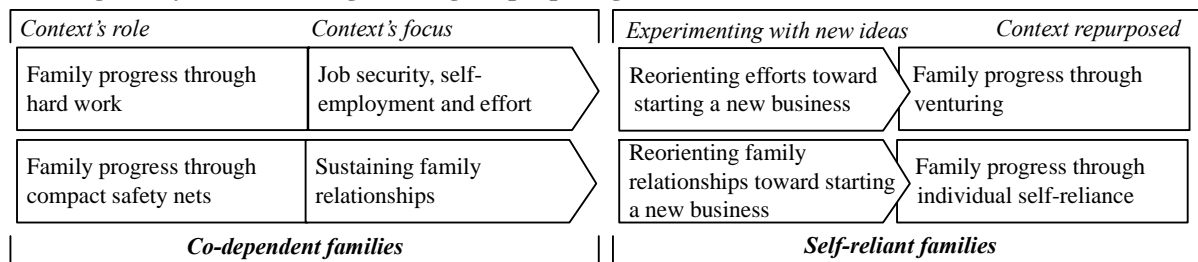 Context's role
Context's focus
Experimenting with new ideas
Context repurposed
Family progress through
hard work
Job security, self-
employment and effort
Reorienting efforts toward
starting a new business
Family progress through
venturing
Family progress through
compact safety nets
Sustaining family
relationships
Reorienting family
relationships toward starting
a new business
Family progress through
individual self-reliance
Co-dependent families
Self-reliant families